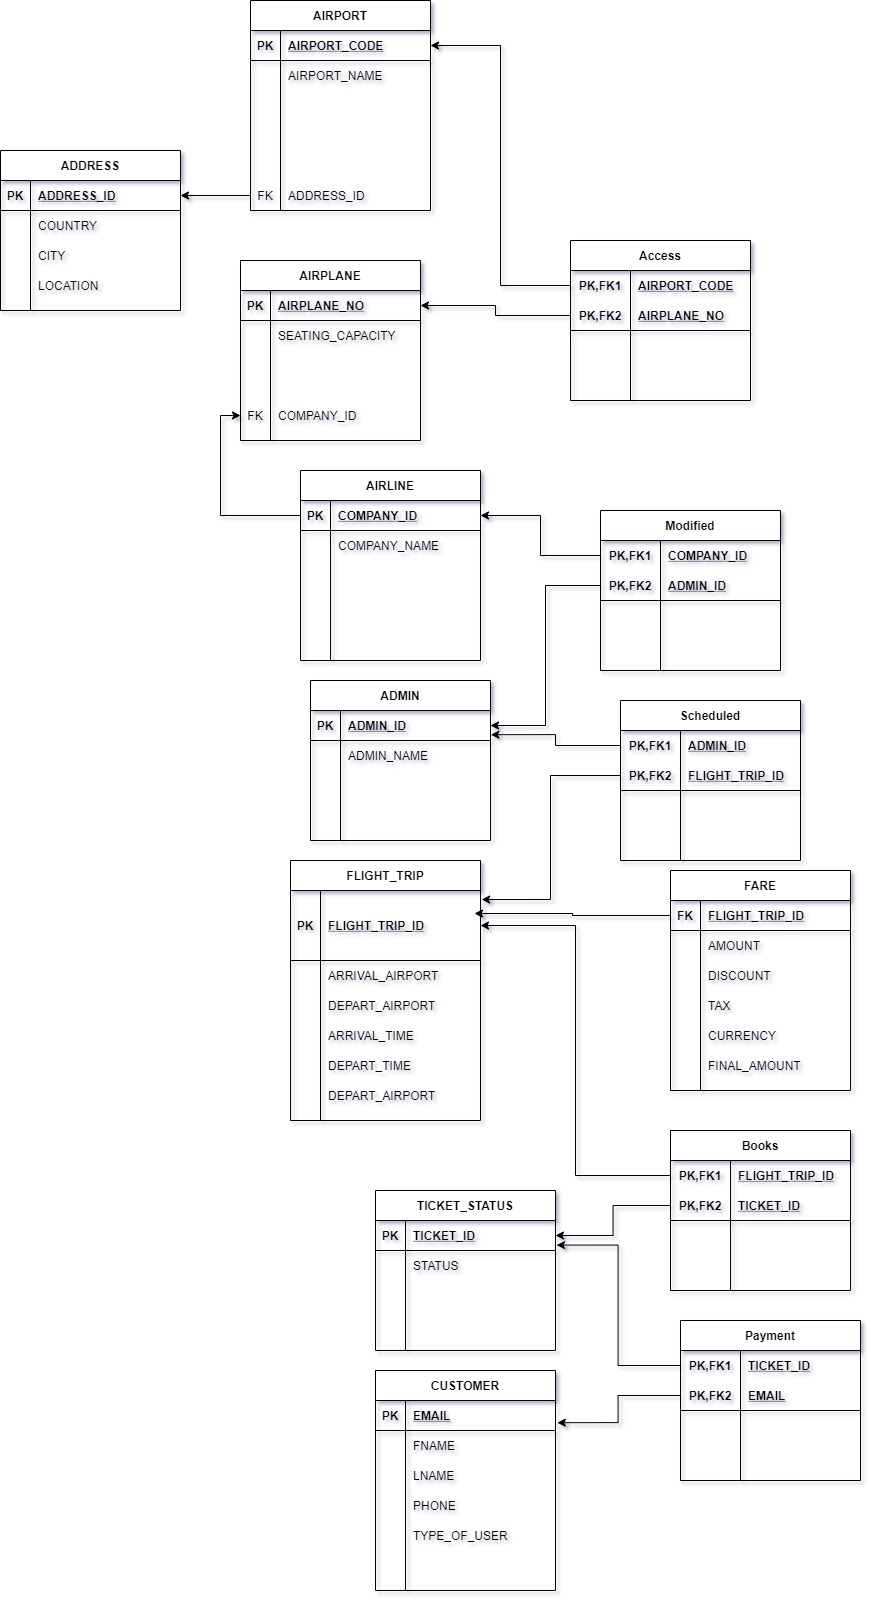 AIRPORT
PK AIRPORT_CODE
AIRPORT_NAME
FK ADDRESS_ID
ADDRESS
PK ADDRESS_ID
COUNTRY
CITY
LOCATION
Access
PK,FK1 AIRPORT_CODE
PK,FK2 AIRPLANE_NO
AIRPLANE
PK AIRPLANE_NO
SEATING_CAPACITY
FK COMPANY_ID
AIRLINE
PK COMPANY_ID
COMPANY_NAME
Modified
PK,FK1 COMPANY_ID
PK,FK2 ADMIN_ID
ADMIN
PK ADMIN_ID
ADMIN_NAME
Scheduled
PK,FK1 ADMIN_ID
PK,FK2 FLIGHT_TRIP_ID
FLIGHT_TRIP
PK FLIGHT_TRIP_ID
ARRIVAL_AIRPORT
DEPART_AIRPORT
ARRIVAL_TIME
DEPART_TIME
DEPART_AIRPORT
FARE
FK FLIGHT_TRIP_ID
AMOUNT
DISCOUNT
TAX
CURRENCY
FINAL_AMOUNT
Books
PK,FK1 FLIGHT_TRIP_ID
PK,FK2 TICKET_ID
TICKET_STATUS
PK TICKET_ID
STATUS
Payment
PK,FK1 TICKET_ID
PK,FK2 EMAIL
CUSTOMER
PK EMAIL
FNAME
LNAME
PHONE
TYPE_OF_USER